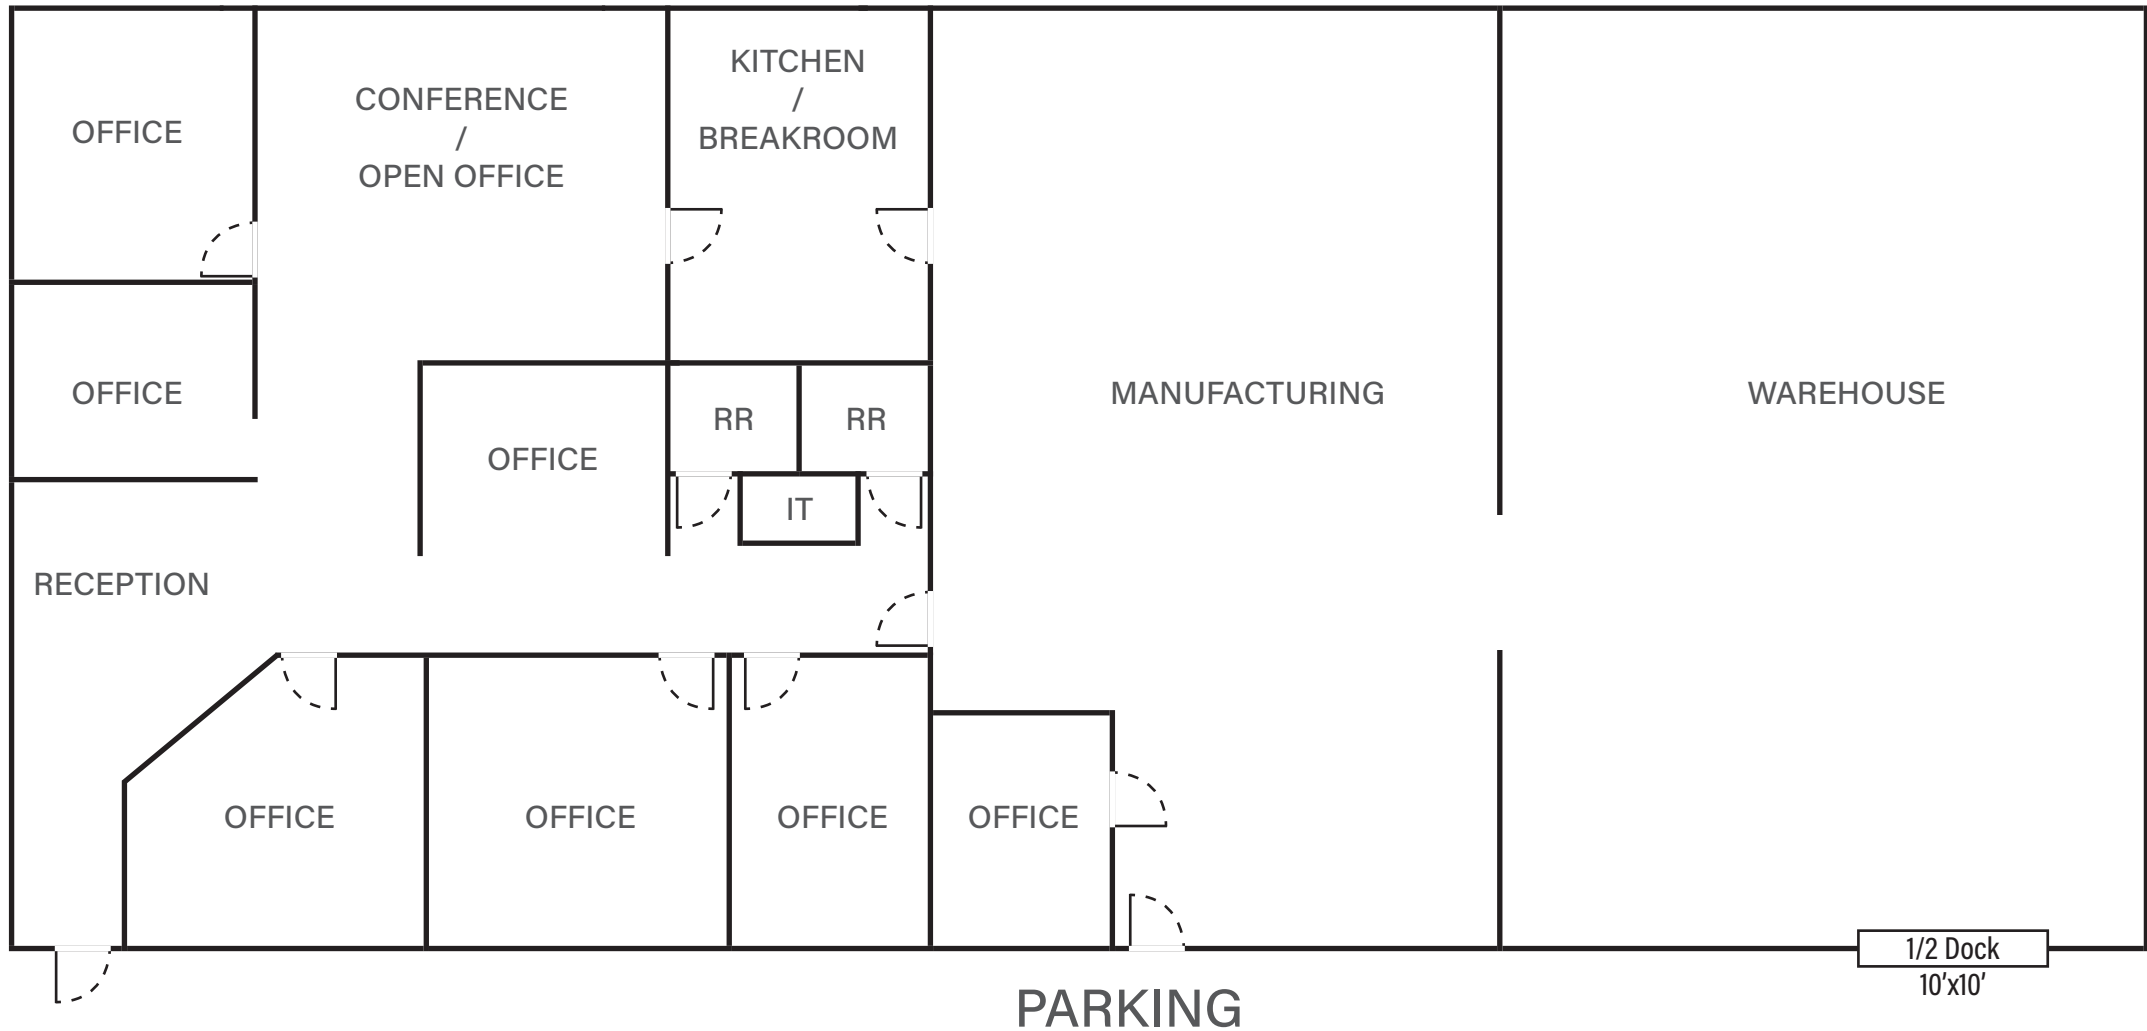 KITCHEN
/
BREAKROOM
CONFERENCE
/
OPEN OFFICE
OFFICE
OFFICE
MANUFACTURING
WAREHOUSE
RR
RR
OFFICE
IT
RECEPTION
OFFICE
OFFICE
OFFICE
OFFICE
1/2 Dock
10'x10'
PARKING